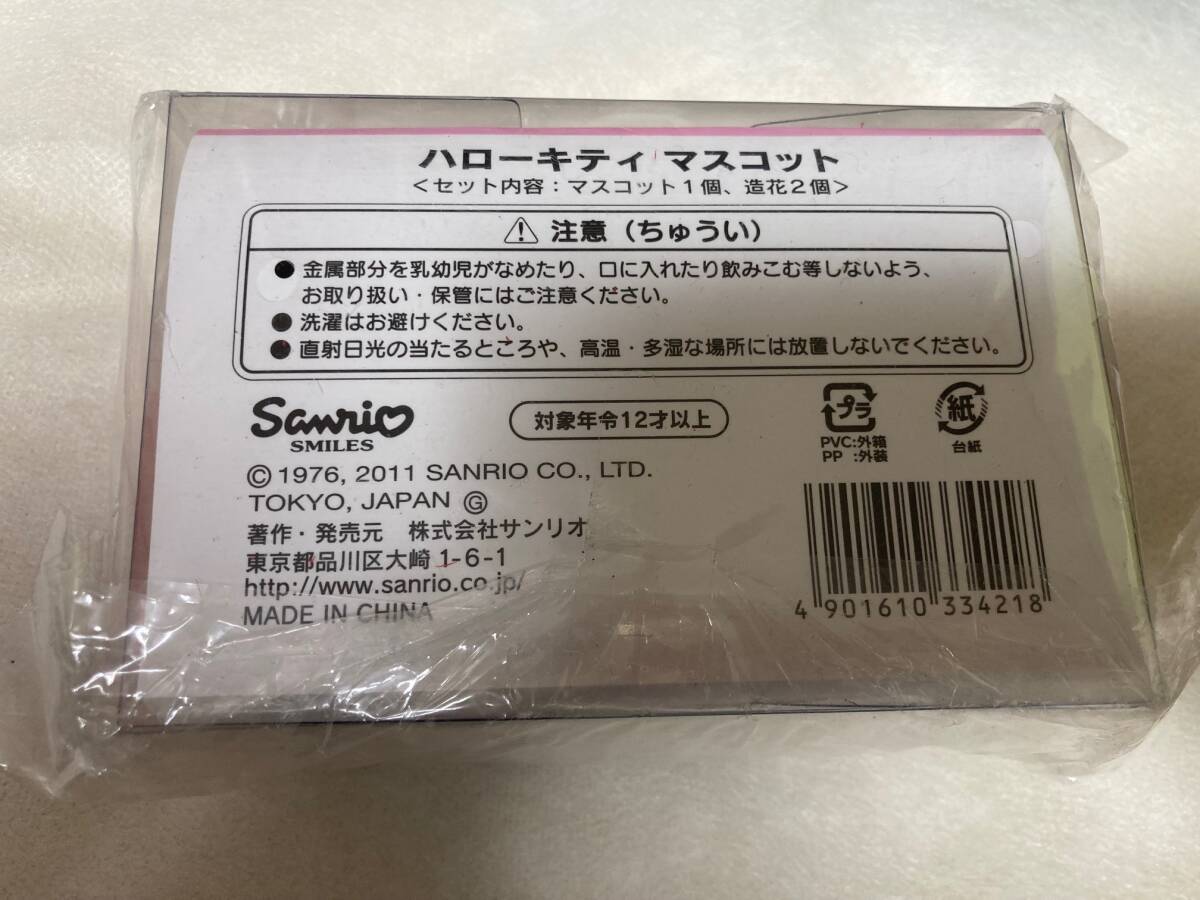 ハローキティ マスコット
<セット内容：マスコット1個、造花2個>
注意（ちゅうい）
●金属部分を乳幼児がなめたり、口に入れたり飲みこむ等しないよう、
お取り扱い・保管にはご注意ください。
●洗濯はお避けください。
●直射日光の当たるところや、高温・多湿な場所には放置しないでください。
Sanrio
SMILES
対象年令12才以上
プラ
PVC:外箱
PP :外装
紙
台紙
© 1976, 2011 SANRIO CO., LTD.
TOKYO, JAPAN Ⓖ
著作・発売元 株式会社サンリオ
東京都品川区大崎1-6-1
http://www.sanrio.co.jp/
MADE IN CHINA
4 901610 334218